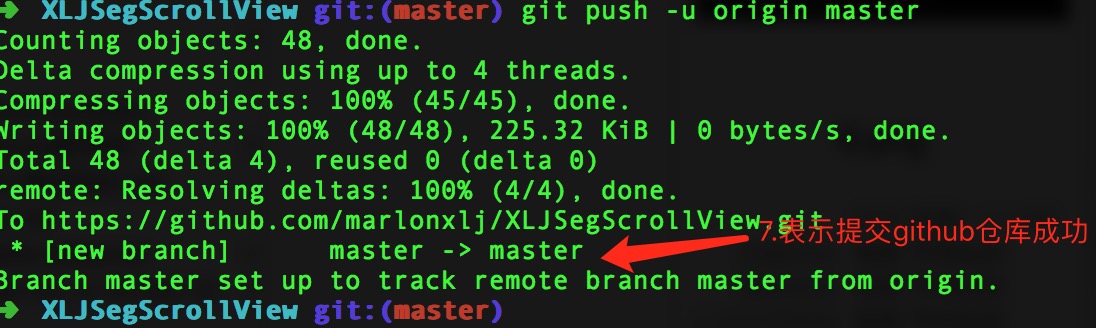 ➜ XLJSegScrollView git:(master) git push -u origin master
Counting objects: 48, done.
Delta compression using up to 4 threads.
Compressing objects: 100% (45/45), done.
Writing objects: 100% (48/48), 225.32 KiB | 0 bytes/s, done.
Total 48 (delta 4), reused 0 (delta 0)
remote: Resolving deltas: 100% (4/4), done.
To https://github.com/marlonxlj/XLJSegScrollView.git
7.表示提交github仓库成功
* [new branch] master -> master
Branch master set up to track remote branch master from origin.
➜ XLJSegScrollView git:(master)